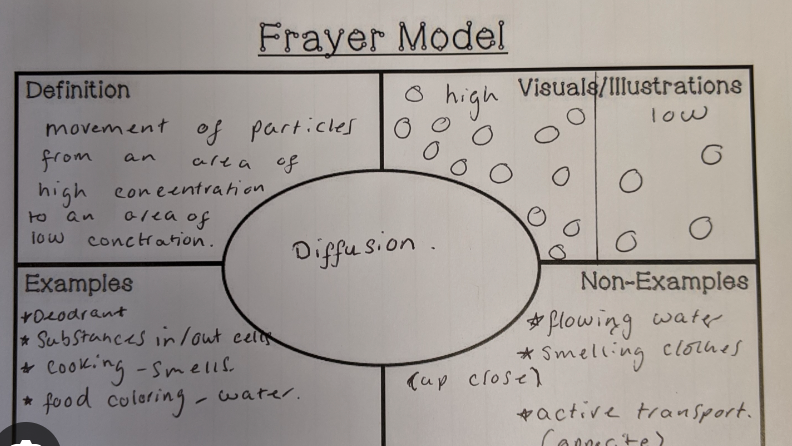 Frayer Model
Definition
movement of particles
from an area of
high concentration
to an area of
low conctration.
high
Visuals/Illustrations
low
Diffusion.
Examples
*Deodrant
* Substances in/out cells
* cooking - smells.
* food coloring - water.
Non-Examples
*flowing water
*smelling clothes
(up close)
*active transport.